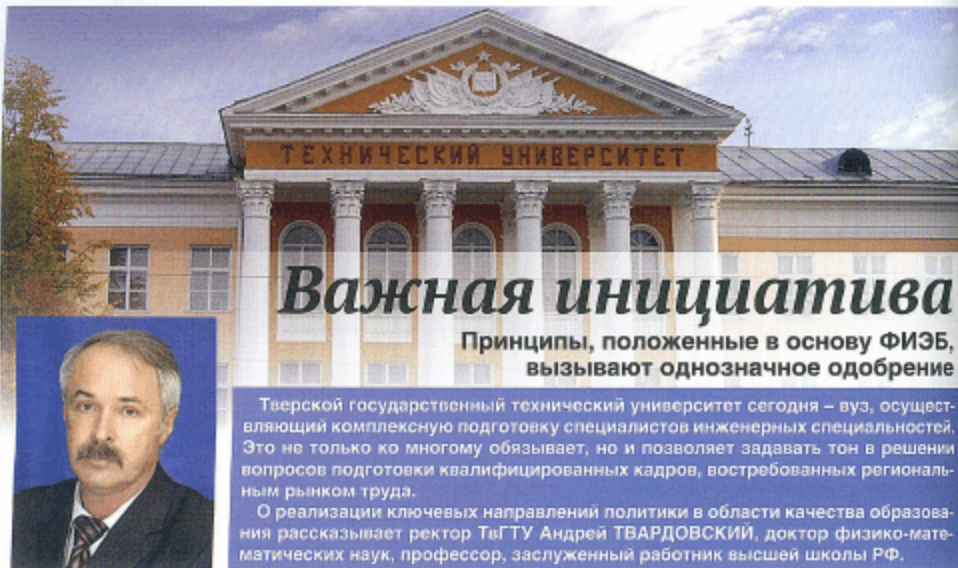 ТЕХНИЧЕСКИЙ УНИВЕРСИТЕТ
Важная инициатива
Принципы, положенные в основу ФИЭБ,
вызывают однозначное одобрение
Тверской государственный технический университет сегодня – вуз, осущест-
вляющий комплексную подготовку специалистов инженерных специальностей.
Это не только ко многому обязывает, но и позволяет задавать тон в решении
вопросов подготовки квалифицированных кадров, востребованных региональ-
ным рынком труда.
О реализации ключевых направлений политики в области качества образова-
ния рассказывает ректор ТвГТУ Андрей ТВАРДОВСКИЙ, доктор физико-мате-
матических наук, профессор, заслуженный работник высшей школы РФ.